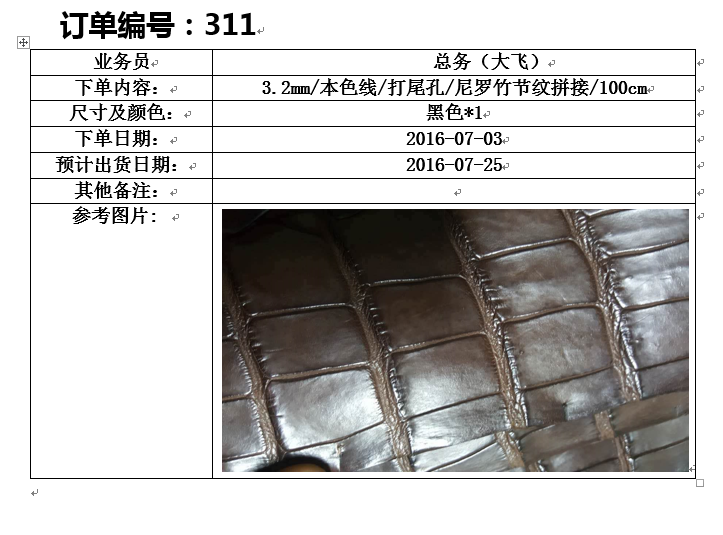 订单编号：311
业务员 总务（大飞）
下单内容： 3.2mm/本色线/打尾孔/尼罗竹节纹拼接/100cm
尺寸及颜色： 黑色*1
下单日期： 2016-07-03
预计出货日期： 2016-07-25
其他备注：
参考图片：